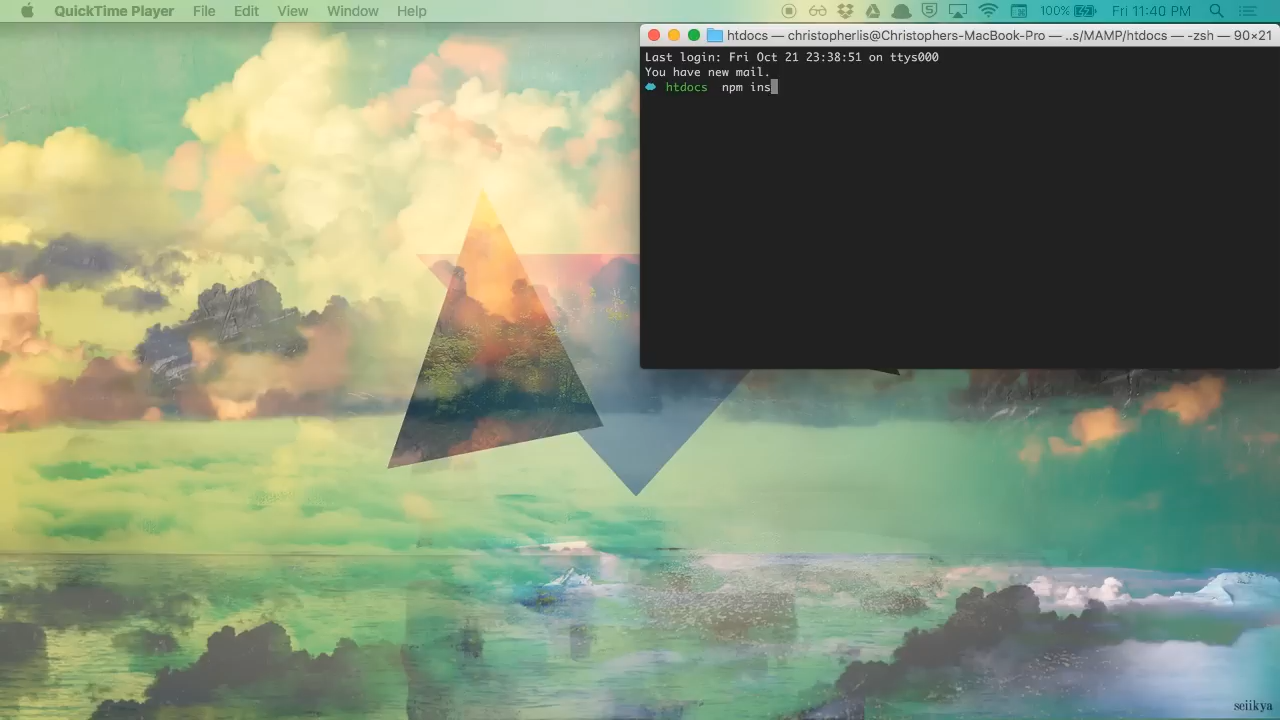 QuickTime Player File Edit View Window Help 100% Fri 11:40 PM
htdocs — christopherlis@Christophers-MacBook-Pro — ..s/MAMP/htdocs — -zsh — 90×21
Last login: Fri Oct 21 23:38:51 on ttys000
You have new mail.
htdocs npm ins
seiikya